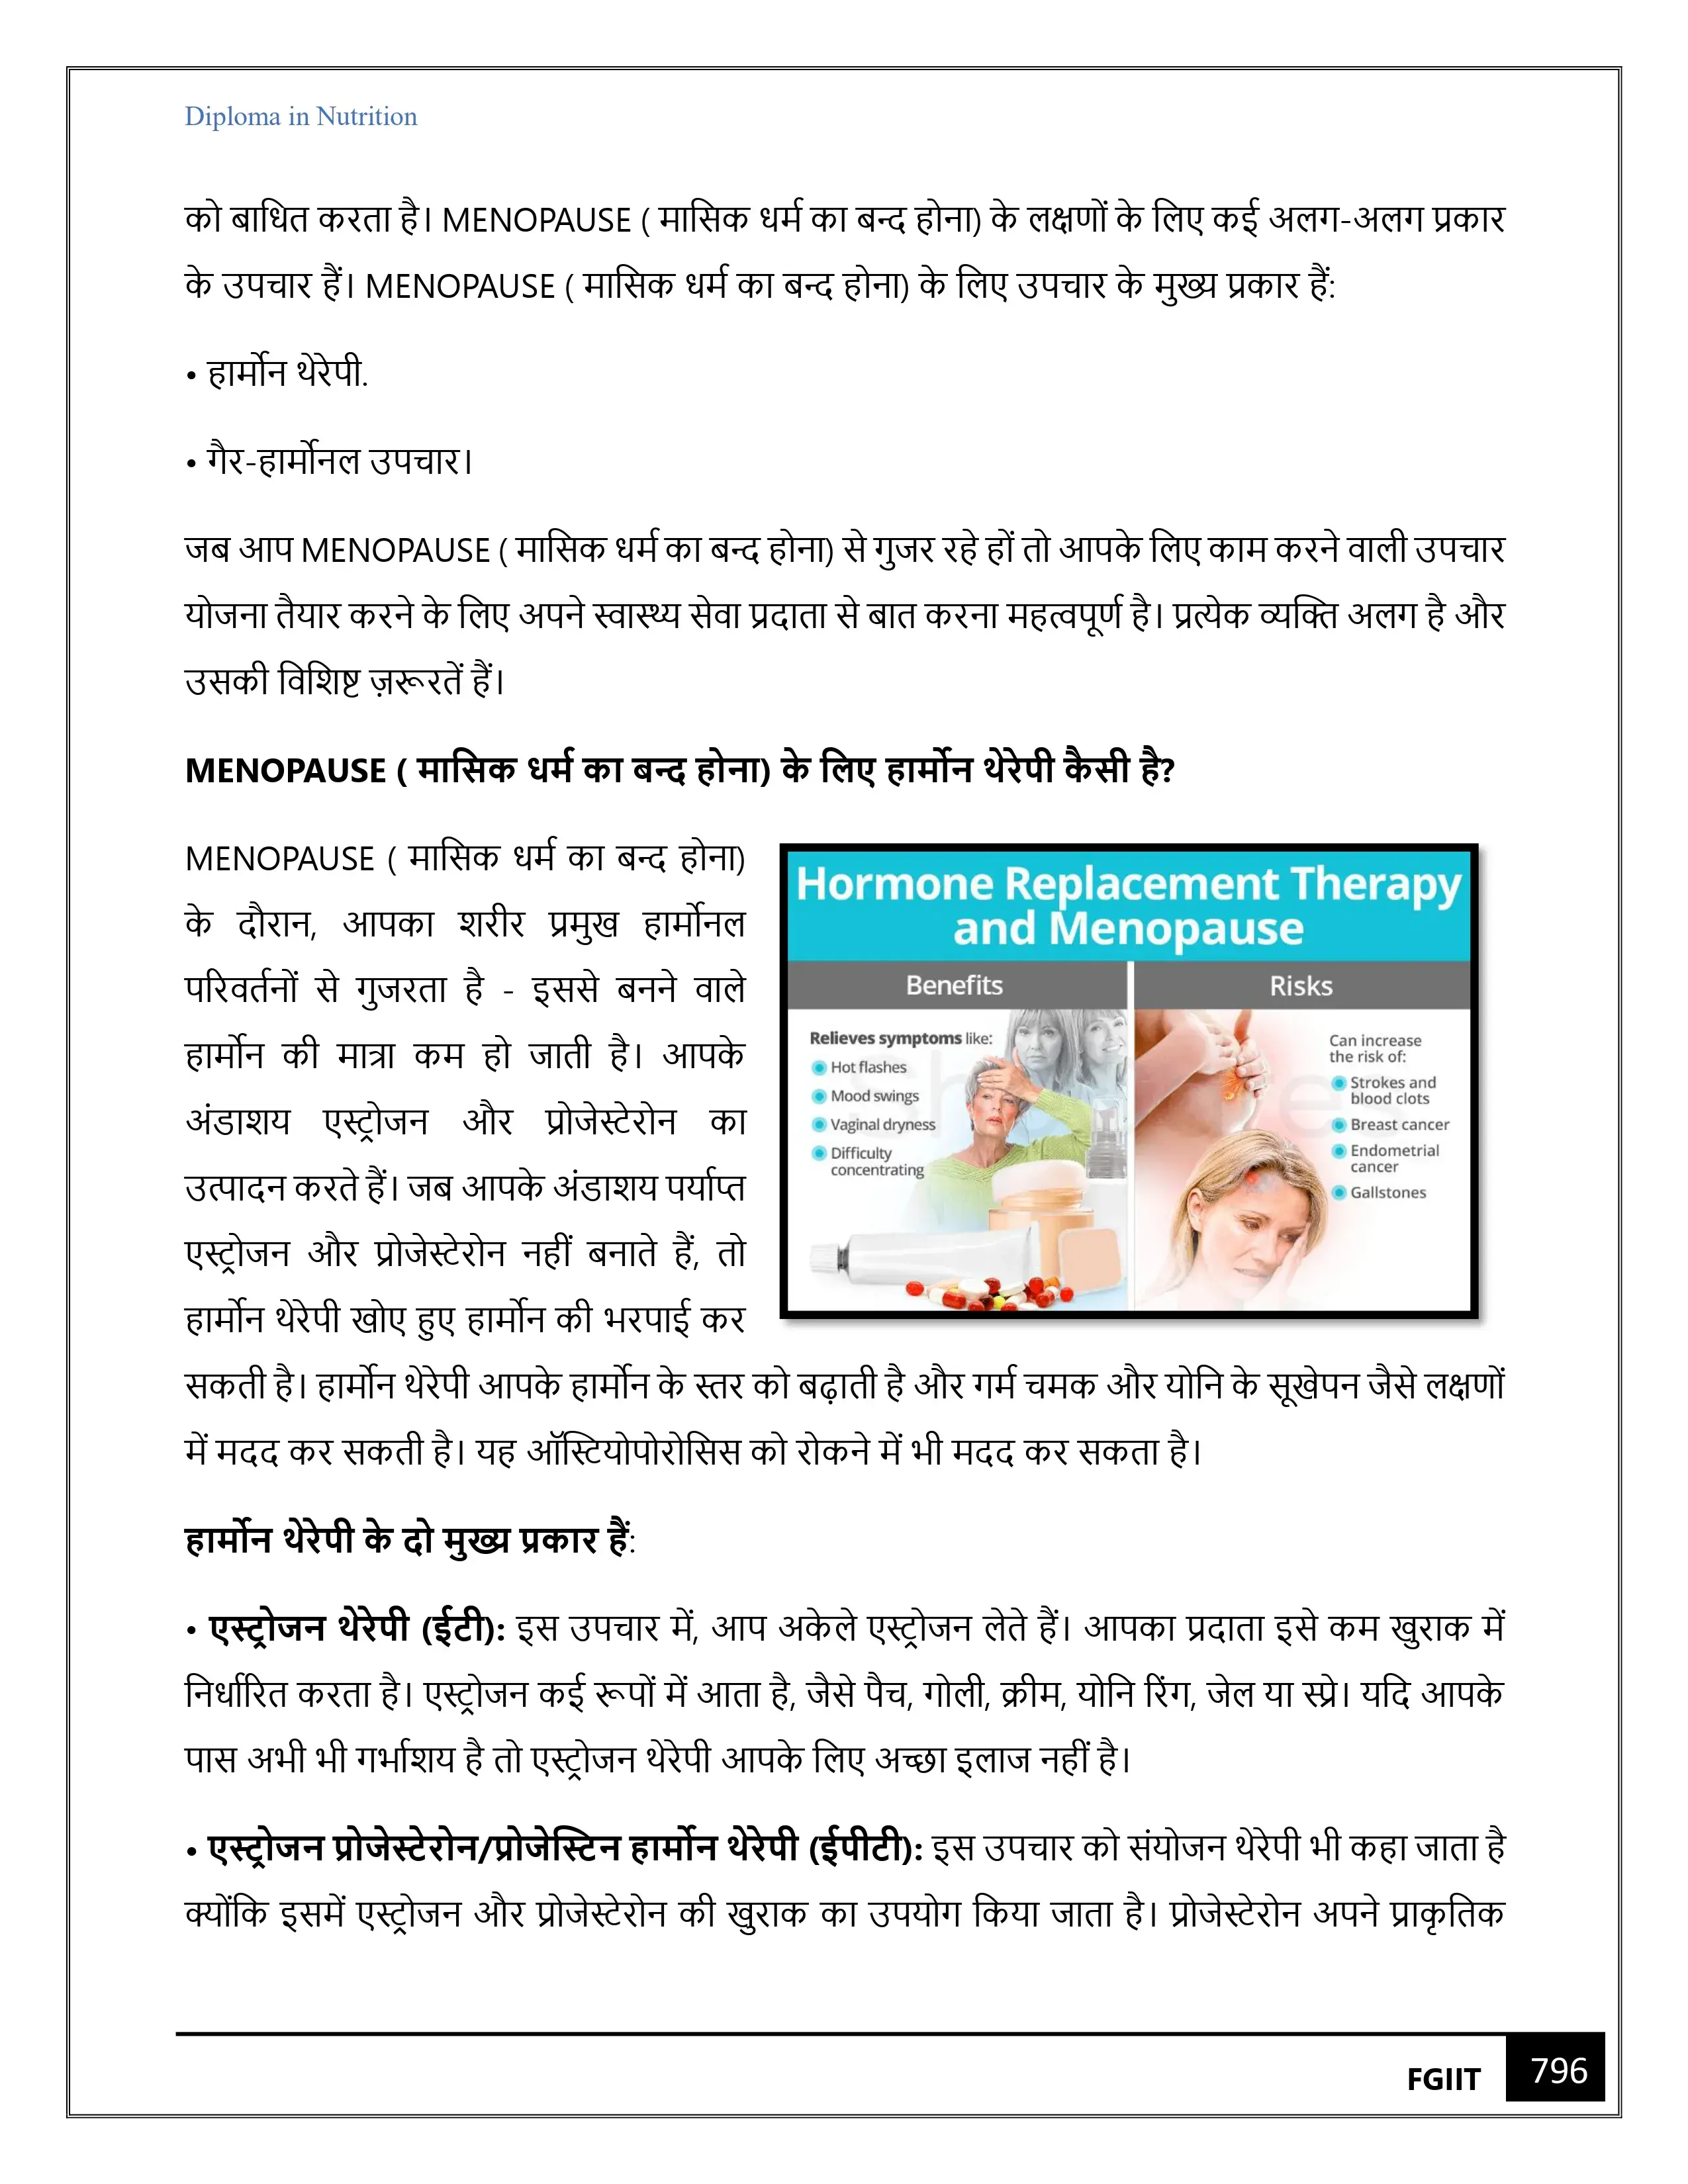 Diploma in Nutrition
को बाधित करता है। MENOPAUSE ( मासिक धर्म का बन्द होना) के लक्षणों के लिए कई अलग-अलग प्रकार
के उपचार हैं। MENOPAUSE ( मासिक धर्म का बन्द होना) के लिए उपचार के मुख्य प्रकार हैं:
• हार्मोन थेरेपी.
• गैर-हार्मोनल उपचार।
जब आप MENOPAUSE ( मासिक धर्म का बन्द होना) से गुजर रहे हों तो आपके लिए काम करने वाली उपचार
योजना तैयार करने के लिए अपने स्वास्थ्य सेवा प्रदाता से बात करना महत्वपूर्ण है। प्रत्येक व्यक्ति अलग है और
उसकी विशिष्ट ज़रूरतें हैं।
MENOPAUSE ( मासिक धर्म का बन्द होना) के लिए हार्मोन थेरेपी कैसी है?
MENOPAUSE ( मासिक धर्म का बन्द होना)
के दौरान, आपका शरीर प्रमुख हार्मोनल
परिवर्तनों से गुजरता है - इससे बनने वाले
हार्मोन की मात्रा कम हो जाती है। आपके
अंडाशय एस्ट्रोजन और प्रोजेस्टेरोन का
उत्पादन करते हैं। जब आपके अंडाशय पर्याप्त
एस्ट्रोजन और प्रोजेस्टेरोन नहीं बनाते हैं, तो
हार्मोन थेरेपी खोए हुए हार्मोन की भरपाई कर
Hormone Replacement Therapy
and Menopause
Benefits
Relieves symptoms like:
Hot flashes
Mood swings
Vaginal dryness
Difficulty
concentrating
Risks
Can increase
the risk of:
Strokes and
blood clots
Breast cancer
Endometrial
cancer
Gallstones
सकती है। हार्मोन थेरेपी आपके हार्मोन के स्तर को बढ़ाती है और गर्म चमक और योनि के सूखेपन जैसे लक्षणों
में मदद कर सकती है। यह ऑस्टियोपोरोसिस को रोकने में भी मदद कर सकता है।
हार्मोन थेरेपी के दो मुख्य प्रकार हैं:
• एस्ट्रोजन थेरेपी (ईटी): इस उपचार में, आप अकेले एस्ट्रोजन लेते हैं। आपका प्रदाता इसे कम खुराक में
निर्धारित करता है। एस्ट्रोजन कई रूपों में आता है, जैसे पैच, गोली, क्रीम, योनि रिंग, जेल या स्प्रे। यदि आपके
पास अभी भी गर्भाशय है तो एस्ट्रोजन थेरेपी आपके लिए अच्छा इलाज नहीं है।
• एस्ट्रोजन प्रोजेस्टेरोन/प्रोजेस्टिन हार्मोन थेरेपी (ईपीटी): इस उपचार को संयोजन थेरेपी भी कहा जाता है
क्योंकि इसमें एस्ट्रोजन और प्रोजेस्टेरोन की खुराक का उपयोग किया जाता है। प्रोजेस्टेरोन अपने प्राकृतिक
FGIIT 796